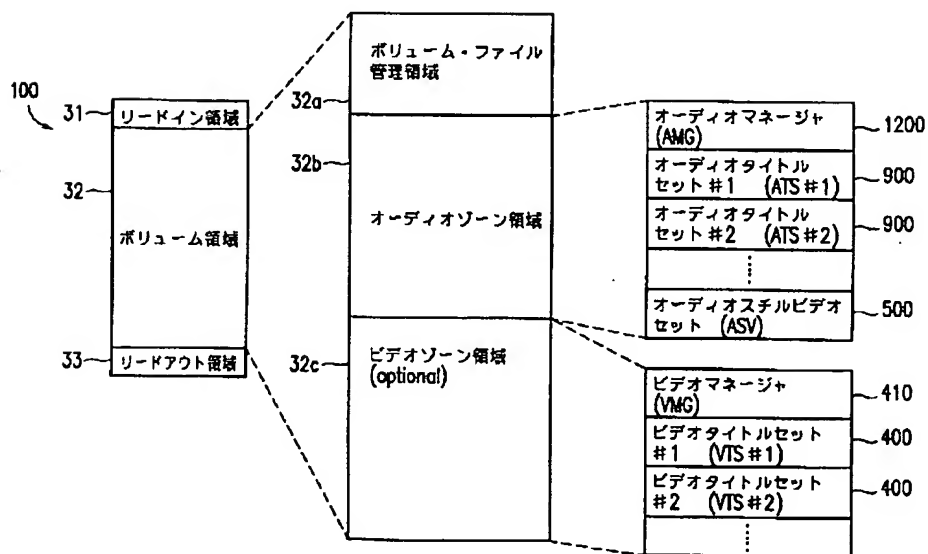 100
31
リードイン領域
32
ボリューム領域
33
リードアウト領域
ボリューム・ファイル
管理領域
32a
32b
オーディオゾーン領域
32c
ビデオゾーン領域
(optional)
オーディオマネージャ
(AMG)
1200
オーディオタイトル
セット#1 (ATS#1)
900
オーディオタイトル
セット#2 (ATS#2)
900
オーディオスチルビデオ
セット (ASV)
500
ビデオマネージャ
(VMG)
410
ビデオタイトルセット
#1 (VTS#1)
400
ビデオタイトルセット
#2 (VTS#2)
400